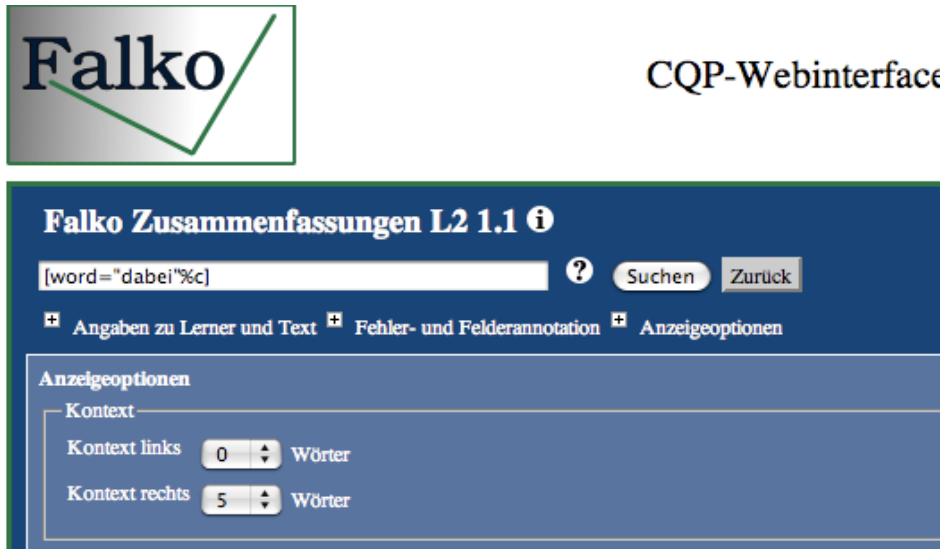 Falko
CQP-Webinterface
Falko Zusammenfassungen L2 1.1 i
[word="dabei"%c] ? Suchen Zurück
+ Angaben zu Lerner und Text + Fehler- und Felderannotation + Anzeigeoptionen
Anzeigeoptionen
Kontext
Kontext links 0 Wörter
Kontext rechts 5 Wörter